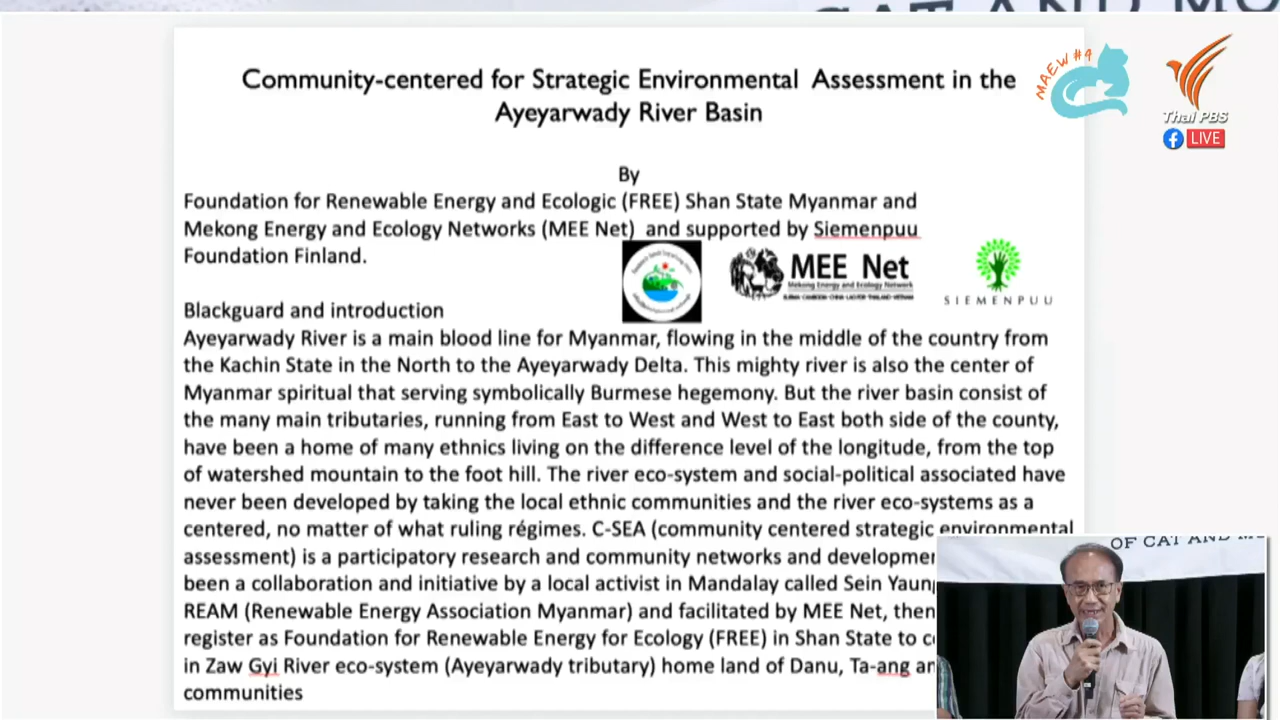 CAT AND MO
Community-centered for Strategic Environmental Assessment in the
Ayeyarwady River Basin
MAEW #4
Thai PBS
LIVE
By
Foundation for Renewable Energy and Ecologic (FREE) Shan State Myanmar and
Mekong Energy and Ecology Networks (MEE Net) and supported by Siemenpuu
Foundation Finland.
MEE Net
Mekong Energy and Ecology Network
SIEMENPUU
Blackguard and introduction
Ayeyarwady River is a main blood line for Myanmar, flowing in the middle of the country from
the Kachin State in the North to the Ayeyarwady Delta. This mighty river is also the center of
Myanmar spiritual that serving symbolically Burmese hegemony. But the river basin consist of
the many main tributaries, running from East to West and West to East both side of the county,
have been a home of many ethnics living on the difference level of the longitude, from the top
of watershed mountain to the foot hill. The river eco-system and social-political associated have
never been developed by taking the local ethnic communities and the river eco-systems as a
centered, no matter of what ruling régimes. C-SEA (community centered strategic environmental
assessment) is a participatory research and community networks and developmen
been a collaboration and initiative by a local activist in Mandalay called Sein Yaun
REAM (Renewable Energy Association Myanmar) and facilitated by MEE Net, then
register as Foundation for Renewable Energy for Ecology (FREE) in Shan State to c
in Zaw Gyi River eco-system (Ayeyarwady tributary) home land of Danu, Ta-ang an
communities
OF CAT AND MO